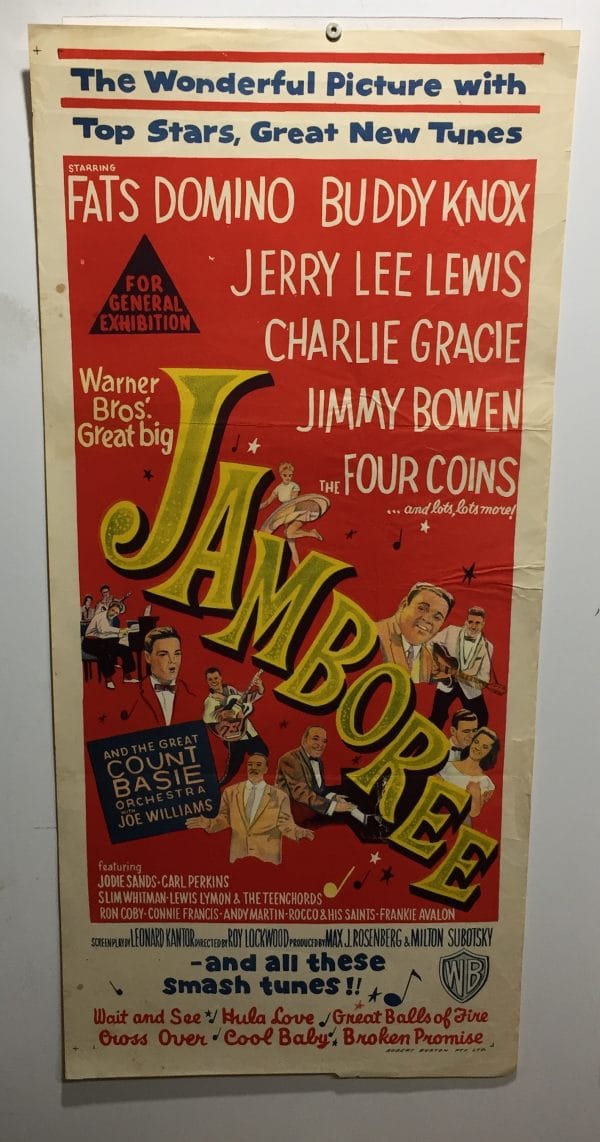 The Wonderful Picture with
Top Stars, Great New Tunes
STARRING
FATS DOMINO BUDDY KNOX
JERRY LEE LEWIS
FOR
GENERAL
EXHIBITION
CHARLIE GRACIE
Warner
Bros'.
Great big
JIMMY BOWEN
THE FOUR COINS
...and lots, lots more!
JAMBOREE
AND THE GREAT
COUNT
BASIE
ORCHESTRA
WITH
JOE WILLIAMS
featuring
JODIE SANDS·CARL PERKINS
SLIM WHITMAN·LEWIS LYMON & THE TEENCHORDS
RON COBY·CONNIE FRANCIS·ANDY MARTIN·ROCCO & HIS SAINTS·FRANKIE AVALON
SCREENPLAY BY LEONARD KANTOR DIRECTED BY ROY LOCKWOOD PRODUCED BY MAX J. ROSENBERG & MILTON SUBOTSKY
-and all these
smash tunes!!
WB
Wait and See Hula Love Great Balls of Fire
Cross Over Cool Baby Broken Promise
ROBERT BURTON PTY. LTD.